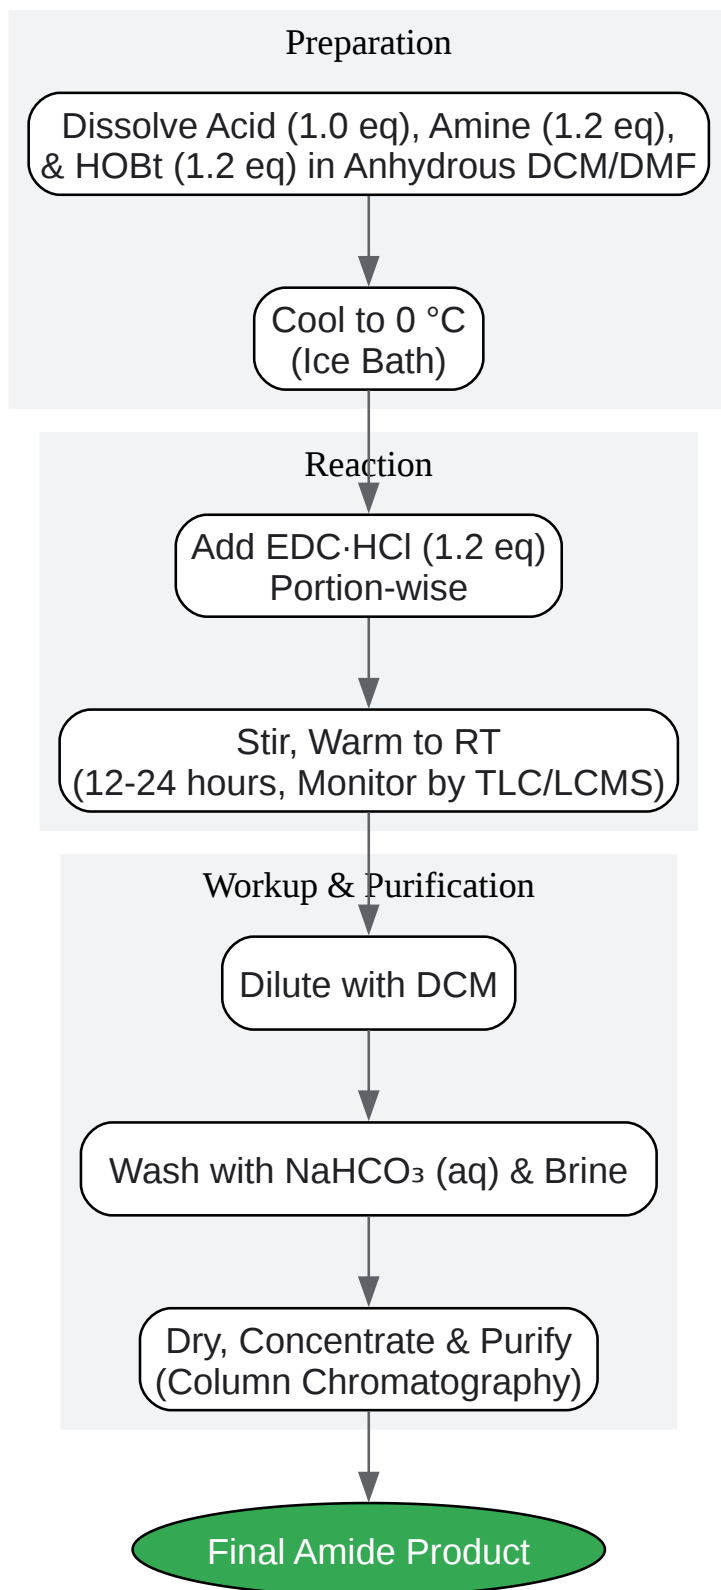 Preparation
Dissolve Acid (1.0 eq), Amine (1.2 eq),
& HOBt (1.2 eq) in Anhydrous DCM/DMF
Cool to 0 °C
(Ice Bath)
Reaction
Add EDC·HCl (1.2 eq)
Portion-wise
Stir, Warm to RT
(12-24 hours, Monitor by TLC/LCMS)
Workup & Purification
Dilute with DCM
Wash with NaHCO₃ (aq) & Brine
Dry, Concentrate & Purify
(Column Chromatography)
Final Amide Product